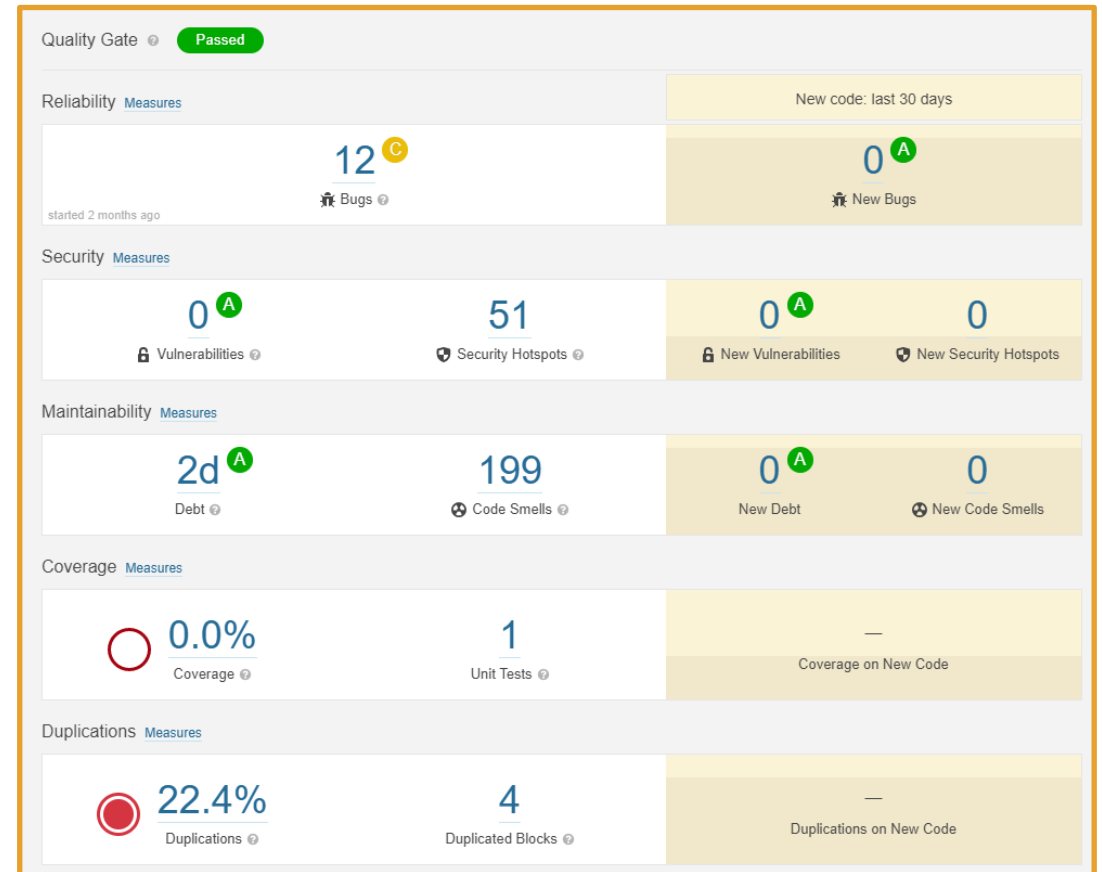 Quality Gate ? Passed
Reliability Measures
New code: last 30 days
12 C
Bugs ?
started 2 months ago
0 A
New Bugs
Security Measures
0 A 51 0 A 0
Vulnerabilities ? Security Hotspots ? New Vulnerabilities New Security Hotspots
Maintainability Measures
2d A 199 0 A 0
Debt ? Code Smells ? New Debt New Code Smells
Coverage Measures
0.0% 1 —
Coverage ? Unit Tests ? Coverage on New Code
Duplications Measures
22.4% 4 —
Duplications ? Duplicated Blocks ? Duplications on New Code